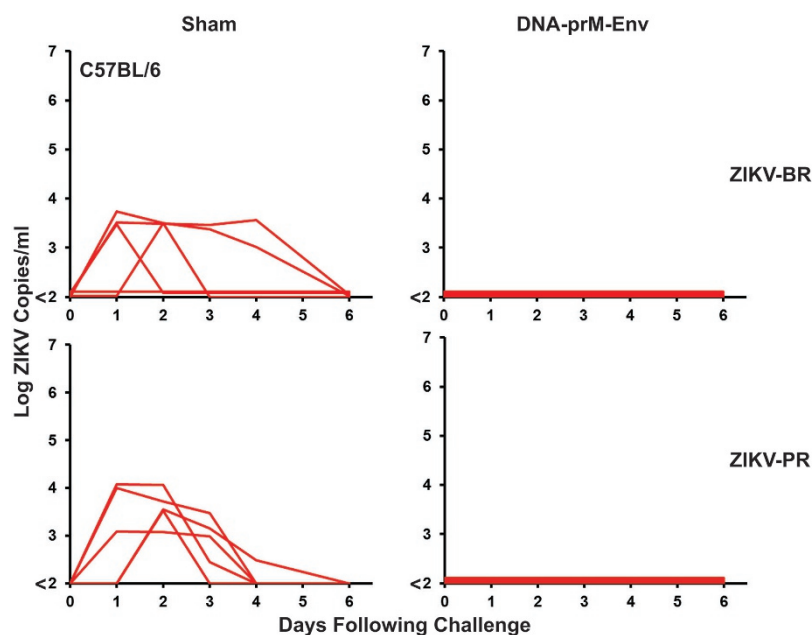 Sham
DNA-prM-Env
C57BL/6
7
6
5
4
3
<2
0 1 2 3 4 5 6
7
6
5
4
3
<2
0 1 2 3 4 5 6
ZIKV-BR
Log ZIKV Copies/ml
7
6
5
4
3
<2
0 1 2 3 4 5 6
7
6
5
4
3
<2
0 1 2 3 4 5 6
ZIKV-PR
Days Following Challenge